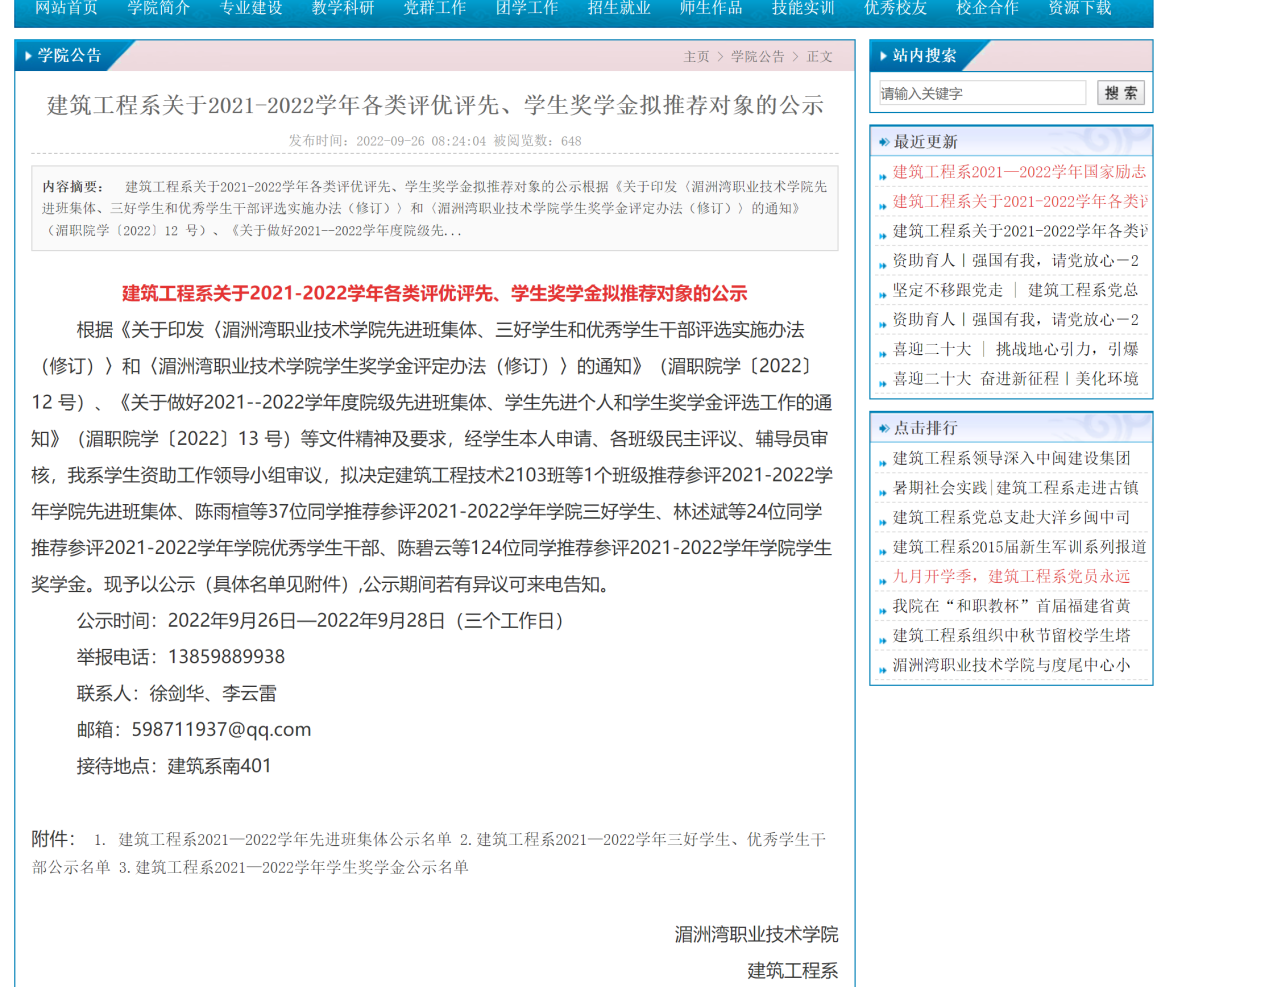 网站首页 学院简介 专业建设 教学科研 党群工作 团学工作 招生就业 师生作品 技能实训 优秀校友 校企合作 资源下载
学院公告
主页 > 学院公告 > 正文
建筑工程系关于2021-2022学年各类评优评先、学生奖学金拟推荐对象的公示
发布时间：2022-09-26 08:24:04 被阅览数：648
内容摘要： 建筑工程系关于2021-2022学年各类评优评先、学生奖学金拟推荐对象的公示根据《关于印发〈湄洲湾职业技术学院先
进班集体、三好学生和优秀学生干部评选实施办法（修订）〉和〈湄洲湾职业技术学院学生奖学金评定办法（修订）〉的通知》
（湄职院学〔2022〕12 号）、《关于做好2021--2022学年度院级先...
建筑工程系关于2021-2022学年各类评优评先、学生奖学金拟推荐对象的公示
根据《关于印发〈湄洲湾职业技术学院先进班集体、三好学生和优秀学生干部评选实施办法
（修订）〉和〈湄洲湾职业技术学院学生奖学金评定办法（修订）〉的通知》（湄职院学〔2022〕
12 号）、《关于做好2021--2022学年度院级先进班集体、学生先进个人和学生奖学金评选工作的通
知》（湄职院学〔2022〕13 号）等文件精神及要求，经学生本人申请、各班级民主评议、辅导员审
核，我系学生资助工作领导小组审议，拟决定建筑工程技术2103班等1个班级推荐参评2021-2022学
年学院先进班集体、陈雨楦等37位同学推荐参评2021-2022学年学院三好学生、林述斌等24位同学
推荐参评2021-2022学年学院优秀学生干部、陈碧云等124位同学推荐参评2021-2022学年学院学生
奖学金。现予以公示（具体名单见附件）,公示期间若有异议可来电告知。
公示时间：2022年9月26日—2022年9月28日（三个工作日）
举报电话：13859889938
联系人：徐剑华、李云雷
邮箱：598711937@qq.com
接待地点：建筑系南401
附件： 1. 建筑工程系2021—2022学年先进班集体公示名单 2.建筑工程系2021—2022学年三好学生、优秀学生干
部公示名单 3.建筑工程系2021—2022学年学生奖学金公示名单
湄洲湾职业技术学院
建筑工程系
站内搜索
请输入关键字 搜 索
最近更新
建筑工程系2021—2022学年国家励志
建筑工程系关于2021-2022学年各类评
建筑工程系关于2021-2022学年各类评
资助育人丨强国有我，请党放心－2
坚定不移跟党走 ｜ 建筑工程系党总
资助育人丨强国有我，请党放心－2
喜迎二十大 ｜ 挑战地心引力，引爆
喜迎二十大 奋进新征程丨美化环境
点击排行
建筑工程系领导深入中闽建设集团
暑期社会实践|建筑工程系走进古镇
建筑工程系党总支赴大洋乡闽中司
建筑工程系2015届新生军训系列报道
九月开学季，建筑工程系党员永远
我院在“和职教杯”首届福建省黄
建筑工程系组织中秋节留校学生塔
湄洲湾职业技术学院与度尾中心小